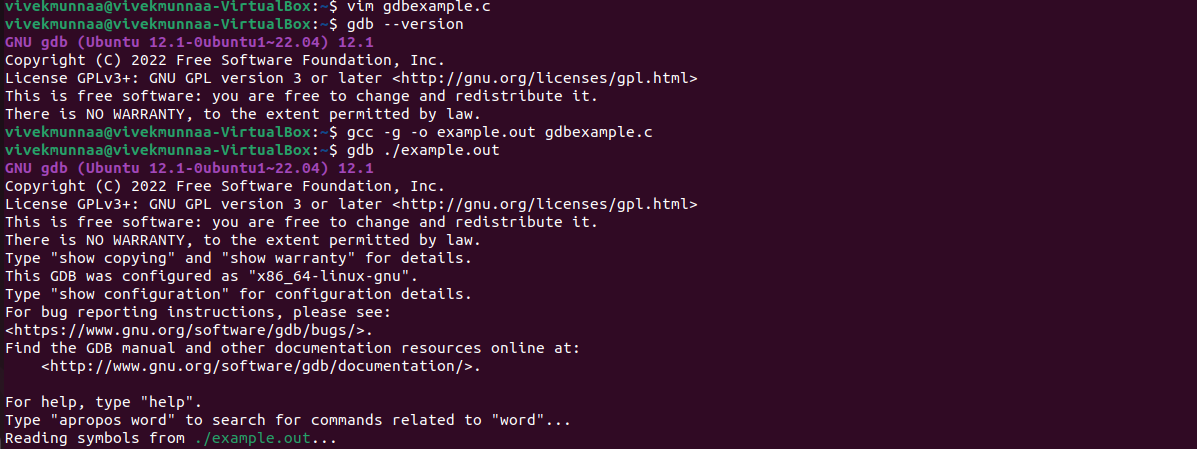 vivekmunnaa@vivekmunnaa-VirtualBox:~$ vim gdbexample.c
vivekmunnaa@vivekmunnaa-VirtualBox:~$ gdb --version
GNU gdb (Ubuntu 12.1-0ubuntu1~22.04) 12.1
Copyright (C) 2022 Free Software Foundation, Inc.
License GPLv3+: GNU GPL version 3 or later <http://gnu.org/licenses/gpl.html>
This is free software: you are free to change and redistribute it.
There is NO WARRANTY, to the extent permitted by law.
vivekmunnaa@vivekmunnaa-VirtualBox:~$ gcc -g -o example.out gdbexample.c
vivekmunnaa@vivekmunnaa-VirtualBox:~$ gdb ./example.out
GNU gdb (Ubuntu 12.1-0ubuntu1~22.04) 12.1
Copyright (C) 2022 Free Software Foundation, Inc.
License GPLv3+: GNU GPL version 3 or later <http://gnu.org/licenses/gpl.html>
This is free software: you are free to change and redistribute it.
There is NO WARRANTY, to the extent permitted by law.
Type "show copying" and "show warranty" for details.
This GDB was configured as "x86_64-linux-gnu".
Type "show configuration" for configuration details.
For bug reporting instructions, please see:
<https://www.gnu.org/software/gdb/bugs/>.
Find the GDB manual and other documentation resources online at:
    <http://www.gnu.org/software/gdb/documentation/>.

For help, type "help".
Type "apropos word" to search for commands related to "word"...
Reading symbols from ./example.out...